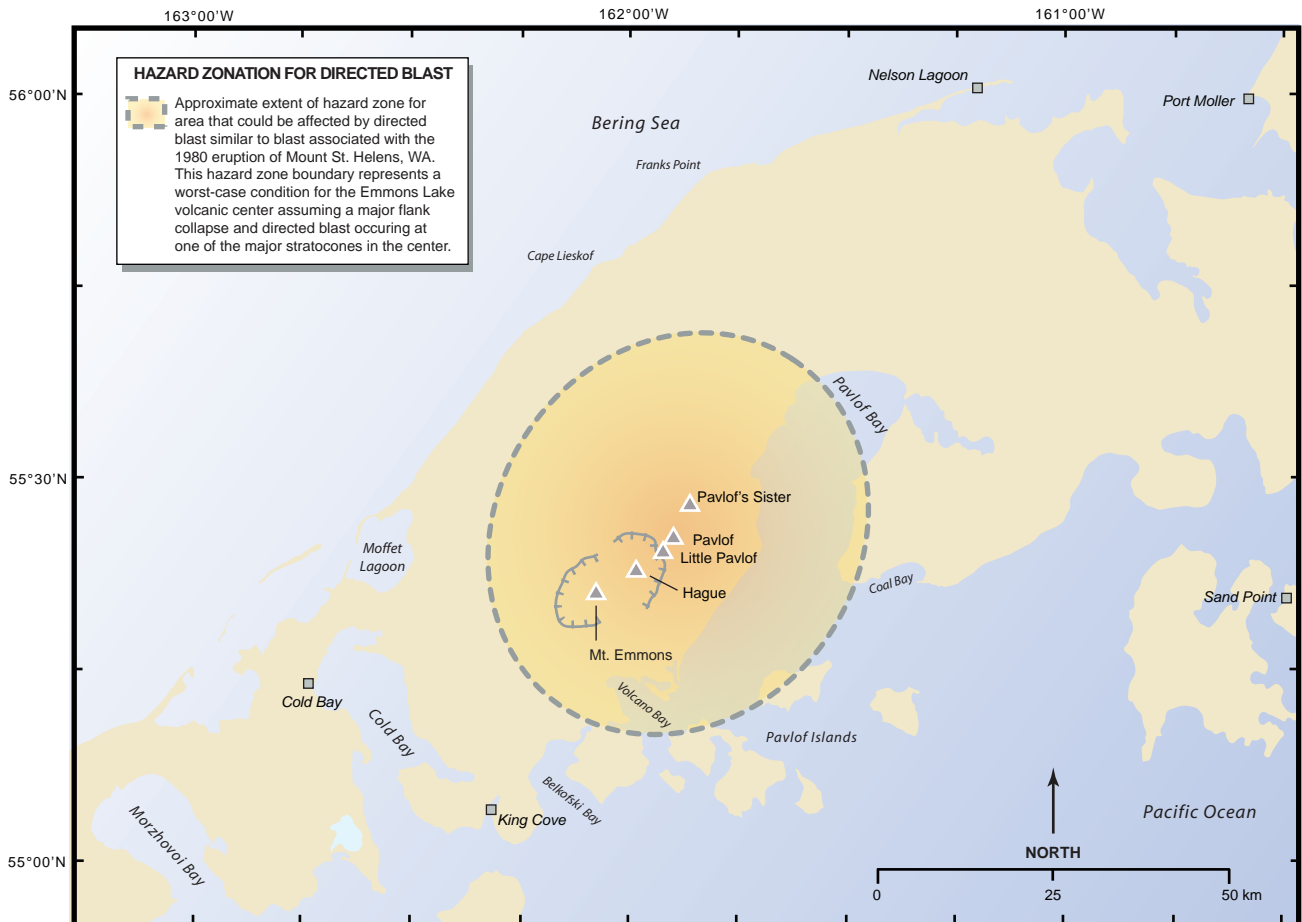 163°00'W
162°00'W
161°00'W
HAZARD ZONATION FOR DIRECTED BLAST
Approximate extent of hazard zone for
area that could be affected by directed
blast similar to blast associated with the
1980 eruption of Mount St. Helens, WA.
This hazard zone boundary represents a
worst-case condition for the Emmons Lake
volcanic center assuming a major flank
collapse and directed blast occuring at
one of the major stratocones in the center.
56°00'N
Nelson Lagoon
Port Moller
Bering Sea
Franks Point
Cape Lieskof
Pavlof Bay
55°30'N
Pavlof's Sister
Pavlof
Little Pavlof
Moffet
Lagoon
Hague
Coal Bay
Sand Point
Mt. Emmons
Cold Bay
Volcano Bay
Cold Bay
Pavlof Islands
Belkofski Bay
King Cove
Pacific Ocean
Morzhovoi Bay
55°00'N
NORTH
0
25
50 km